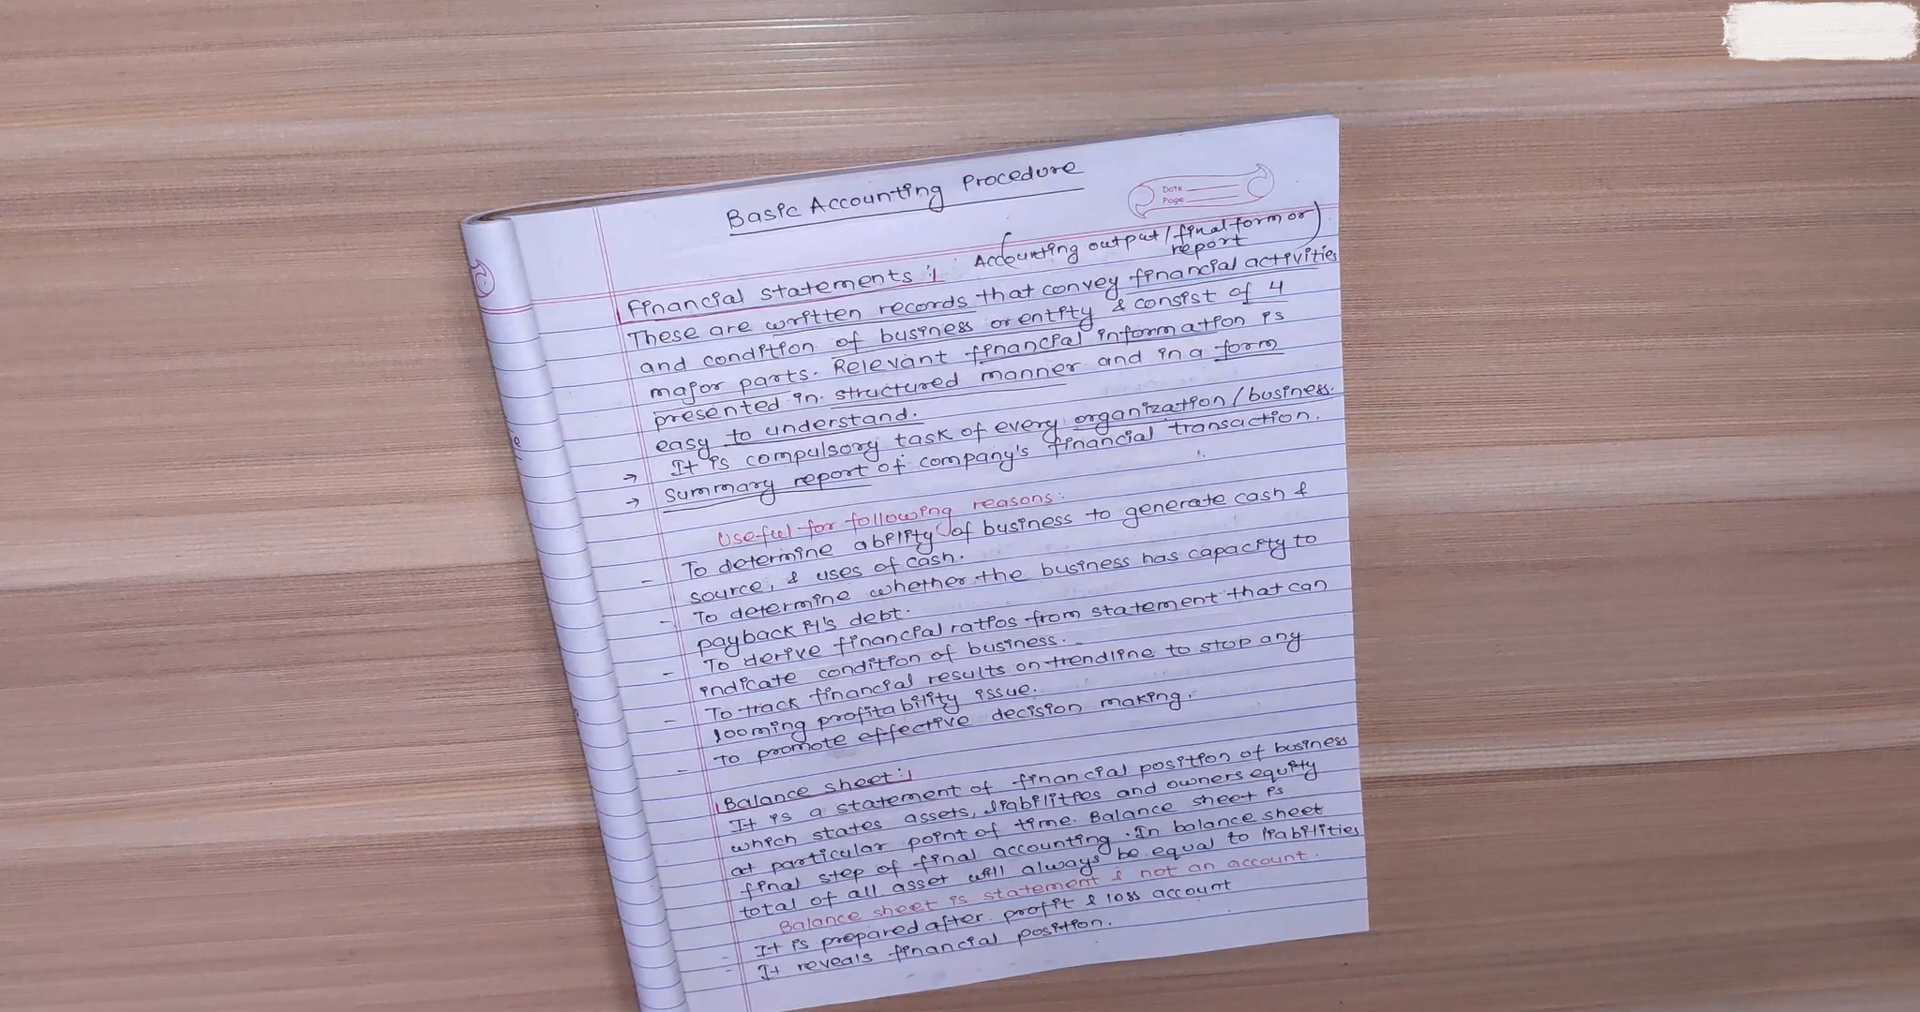 Basic Accounting Procedure
Date
Page
Financial statements :| Accounting output / (final form or)
report
These are written records that convey financial activities
and condition of business or entity & consist of 4
major parts. Relevant financial information is
presented in structured manner and in a form
easy to understand.
→ It is compulsory task of every organization / business.
→ Summary report of company's financial transaction.
Useful for following reasons:
- To determine ability of business to generate cash &
source, & uses of cash.
- To determine whether the business has capacity to
payback it's debt.
- To derive financial ratios from statement that can
indicate condition of business.
- To track financial results on trendline to stop any
looming profitability issue.
- To promote effective decision making.
Balance sheet :|
It is a statement of financial position of business
which states assets, liabilities and owners equity
at particular point of time. Balance sheet is
final step of final accounting. In balance sheet
total of all asset will always be equal to liabilities
Balance sheet is statement & not an account.
- It is prepared after profit & loss account
- It reveals financial position.